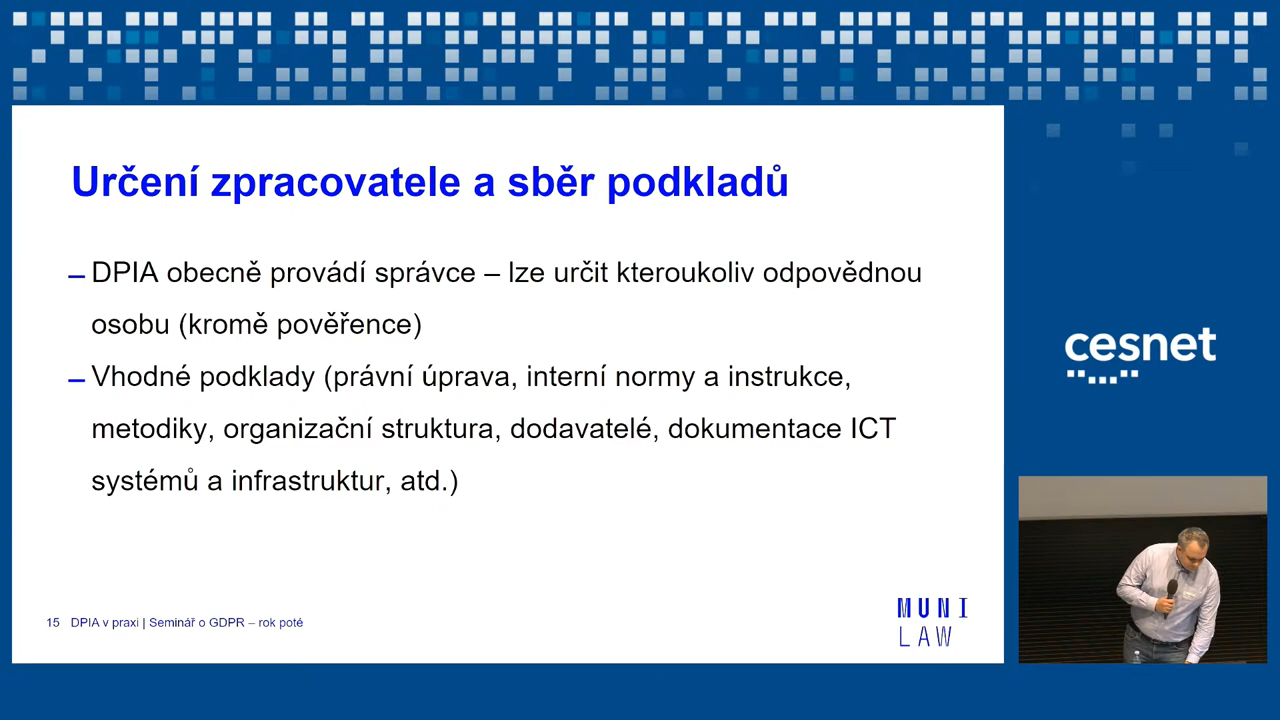 Určení zpracovatele a sběr podkladů
– DPIA obecně provádí správce – lze určit kteroukoliv odpovědnou
osobu (kromě pověřence)
– Vhodné podklady (právní úprava, interní normy a instrukce,
metodiky, organizační struktura, dodavatelé, dokumentace ICT
systémů a infrastruktur, atd.)
15 DPIA v praxi | Seminář o GDPR – rok poté
MUNI
LAW
cesnet